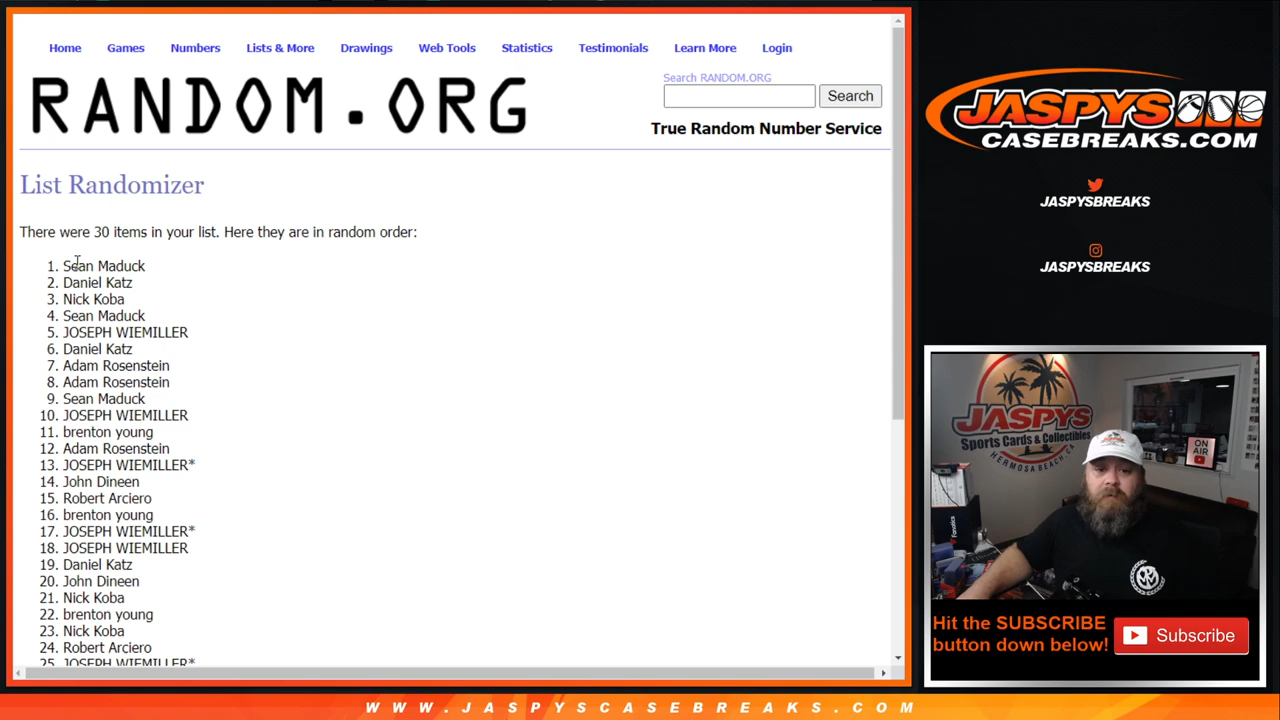 Home Games Numbers Lists & More Drawings Web Tools Statistics Testimonials Learn More Login
RANDOM.ORG
Search RANDOM.ORG
Search
True Random Number Service
List Randomizer
There were 30 items in your list. Here they are in random order:
1. Sean Maduck
2. Daniel Katz
3. Nick Koba
4. Sean Maduck
5. JOSEPH WIEMILLER
6. Daniel Katz
7. Adam Rosenstein
8. Adam Rosenstein
9. Sean Maduck
10. JOSEPH WIEMILLER
11. brenton young
12. Adam Rosenstein
13. JOSEPH WIEMILLER*
14. John Dineen
15. Robert Arciero
16. brenton young
17. JOSEPH WIEMILLER*
18. JOSEPH WIEMILLER
19. Daniel Katz
20. John Dineen
21. Nick Koba
22. brenton young
23. Nick Koba
24. Robert Arciero
25. JOSEPH WIEMILLER*
JASPYS
CASEBREAKS.COM
JASPYSBREAKS
JASPYSBREAKS
JASPYS
Sports Cards & Collectibles
HERMOSA BEACH, CA
ON
AIR
Fanatics
Hit the SUBSCRIBE
button down below!
Subscribe
WWW.JASPYSCASEBREAKS.COM